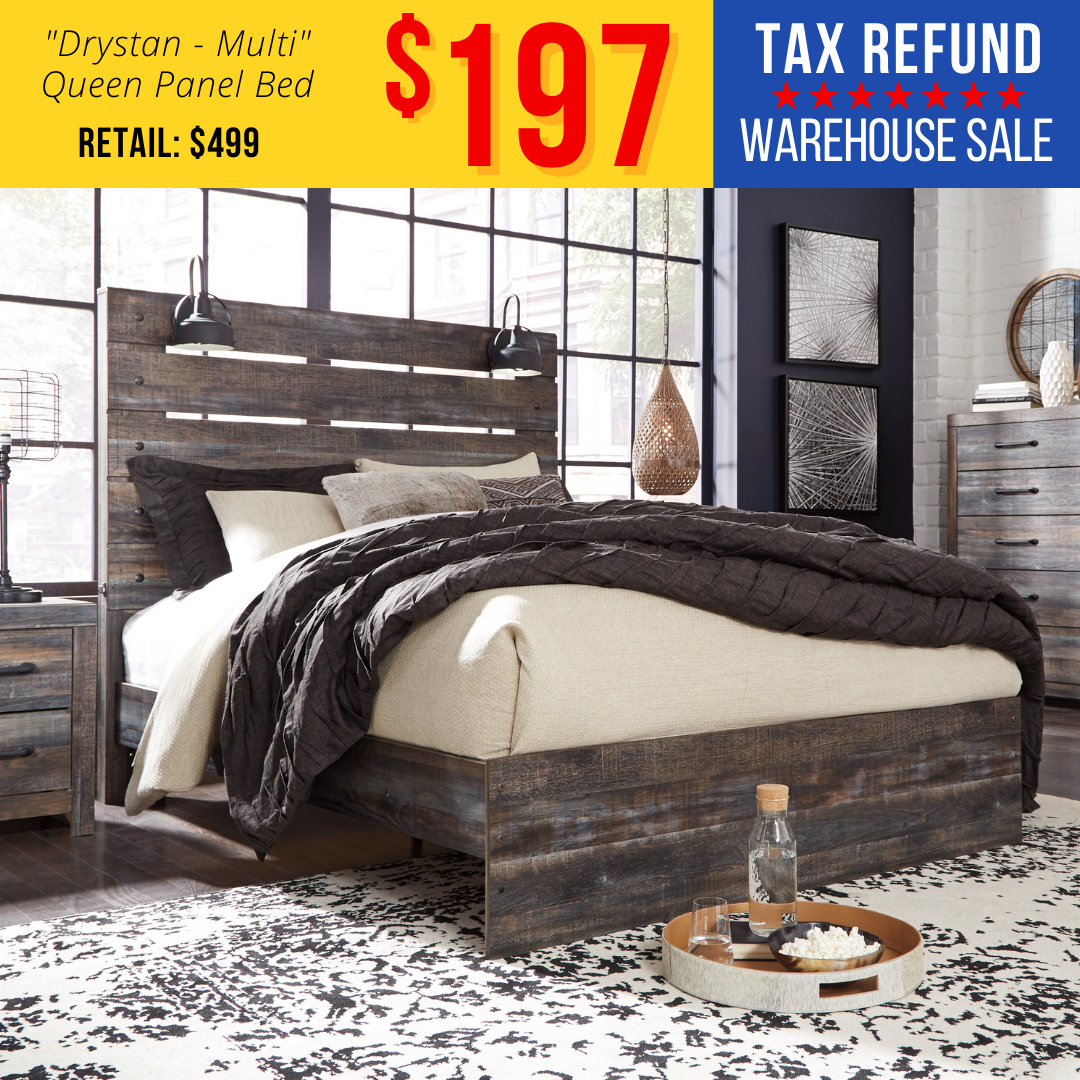 "Drystan - Multi"
Queen Panel Bed
RETAIL: $499
$197
TAX REFUND
WAREHOUSE SALE